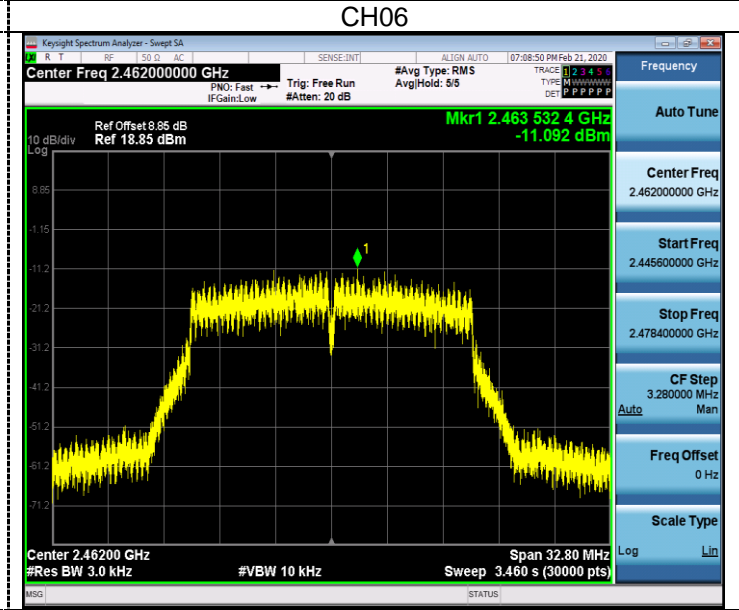 CH06
Keysight Spectrum Analyzer - Swept SA
R T RF 50 Ω AC SENSE:INT ALIGN AUTO 07:08:50 PM Feb 21, 2020
Center Freq 2.462000000 GHz
PNO: Fast
IFGain:Low
Trig: Free Run
#Atten: 20 dB
#Avg Type: RMS
Avg|Hold: 5/5
TRACE 1 2 3 4 5 6
TYPE M WWWWW
DET P P P P P P
Frequency
Auto Tune
Center Freq
2.462000000 GHz
Start Freq
2.445600000 GHz
Stop Freq
2.478400000 GHz
CF Step
3.280000 MHz
Auto Man
Freq Offset
0 Hz
Scale Type
Log Lin
Mkr1 2.463 532 4 GHz
-11.092 dBm
Ref Offset 8.85 dB
10 dB/div Ref 18.85 dBm
Log
8.85
-1.15
-11.2
-21.2
-31.2
-41.2
-51.2
-61.2
-71.2
1
Center 2.46200 GHz Span 32.80 MHz
#Res BW 3.0 kHz #VBW 10 kHz Sweep 3.460 s (30000 pts)
MSG STATUS